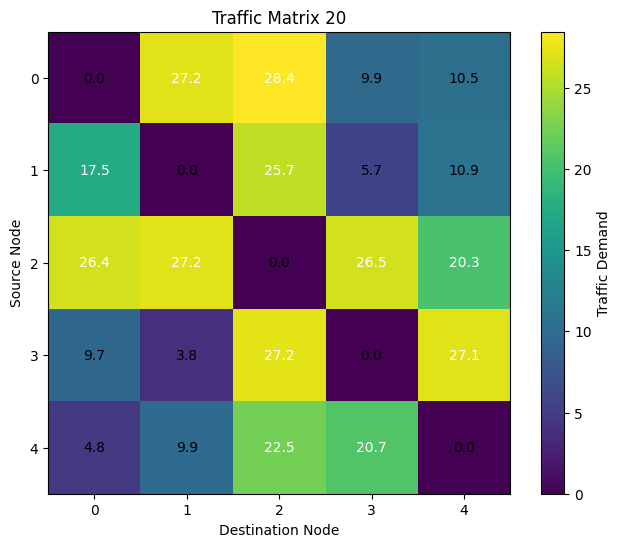 Traffic Matrix 20
0 0.0 27.2 28.4 9.9 10.5
1 17.5 0.0 25.7 5.7 10.9
2 26.4 27.2 0.0 26.5 20.3
3 9.7 3.8 27.2 0.0 27.1
4 4.8 9.9 22.5 20.7 0.0
0 1 2 3 4
Source Node
Destination Node
25
20
15
10
5
0
Traffic Demand